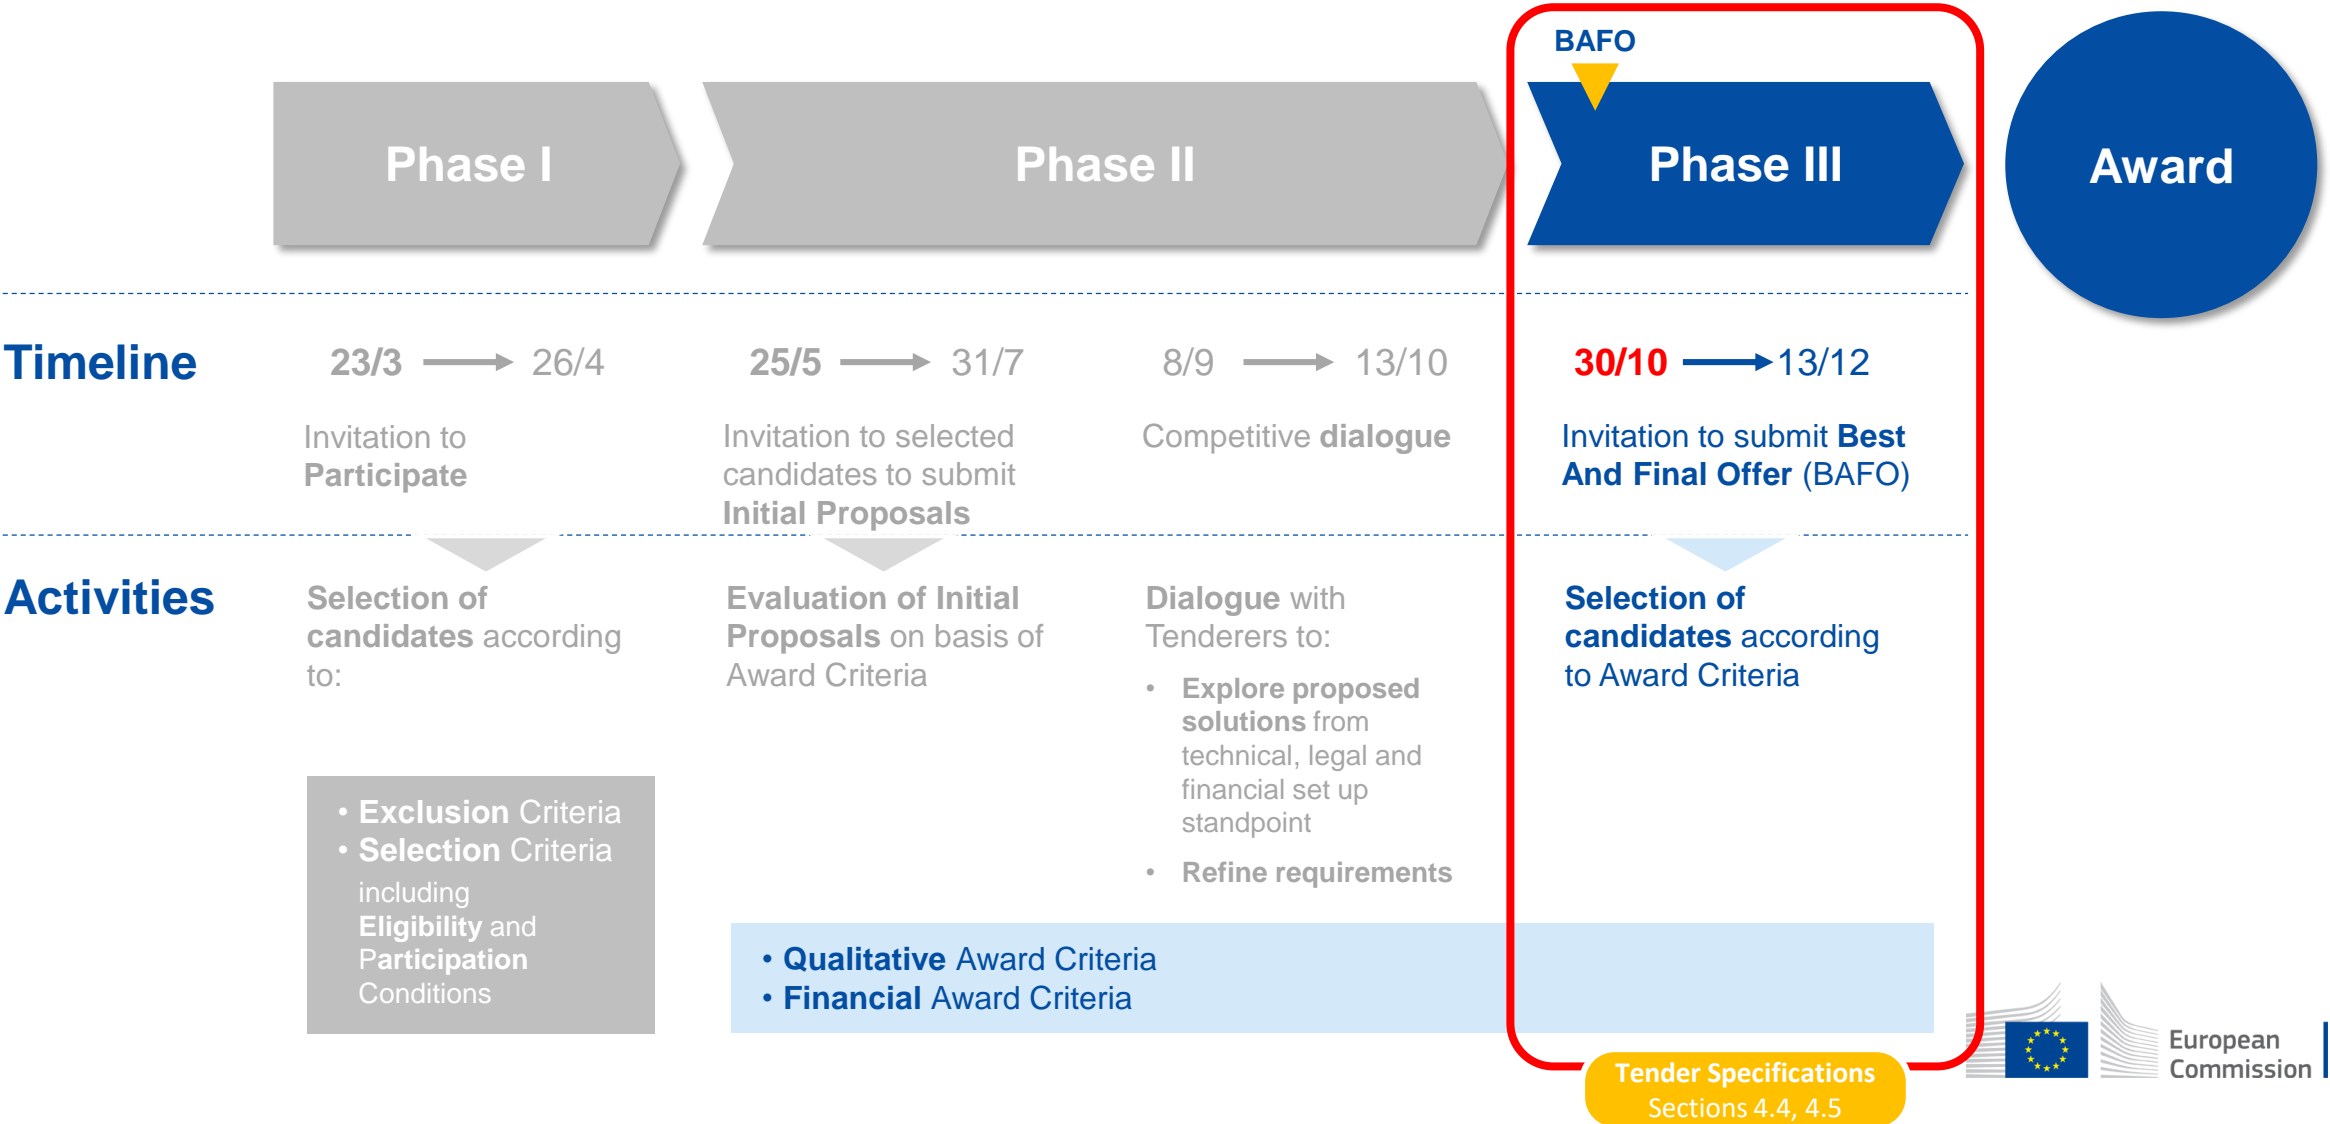 BAFO
Phase I
Phase II
Phase III
Award
Timeline
23/3
26/4
25/5
31/7
8/9
13/10
30/10
13/12
Invitation to
Participate
Invitation to selected
candidates to submit
Initial Proposals
Competitive dialogue
Invitation to submit Best
And Final Offer (BAFO)
Activities
Selection of
candidates according
to:
Evaluation of Initial
Proposals on basis of
Award Criteria
Dialogue with
Tenderers to:
• Explore proposed
solutions from
technical, legal and
financial set up
standpoint
• Refine requirements
Selection of
candidates according
to Award Criteria
• Exclusion Criteria
• Selection Criteria
including
Eligibility and
Participation
Conditions
• Qualitative Award Criteria
• Financial Award Criteria
Tender Specifications
Sections 4.4, 4.5
European
Commission